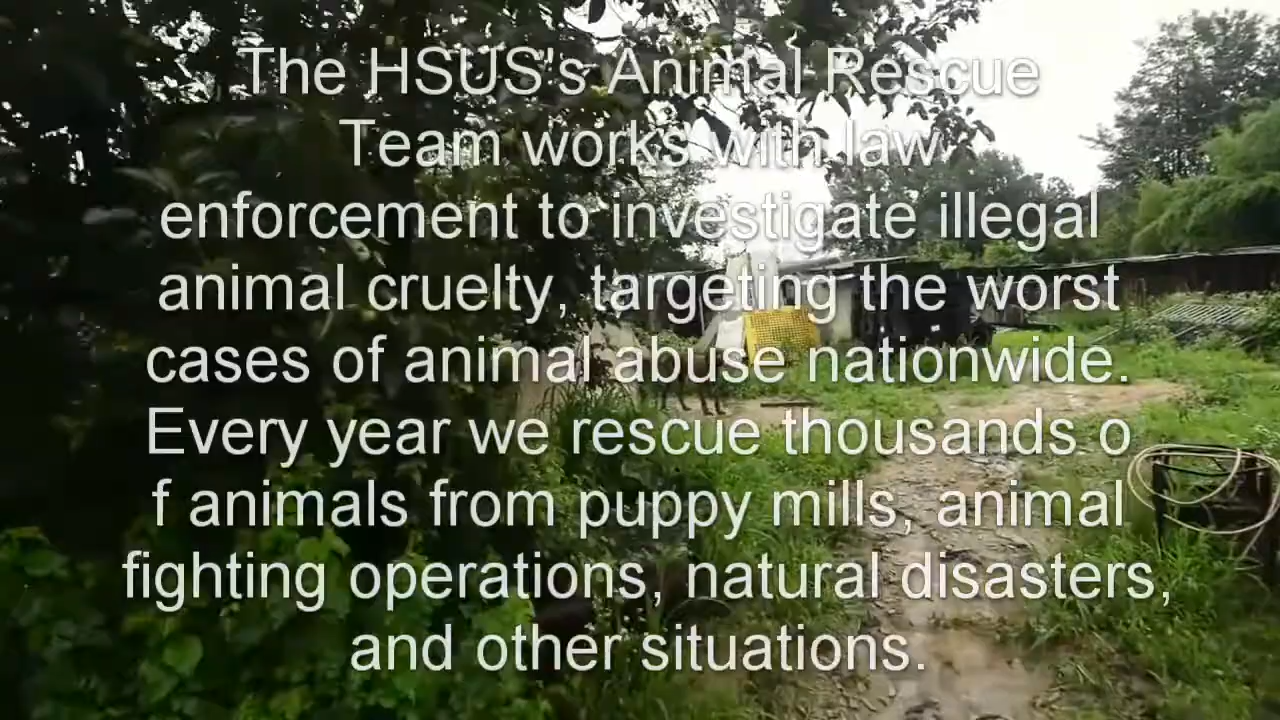 The HSUS's Animal Rescue
Team works with law
enforcement to investigate illegal
animal cruelty, targeting the worst
cases of animal abuse nationwide.
Every year we rescue thousands o
f animals from puppy mills, animal
fighting operations, natural disasters,
and other situations.